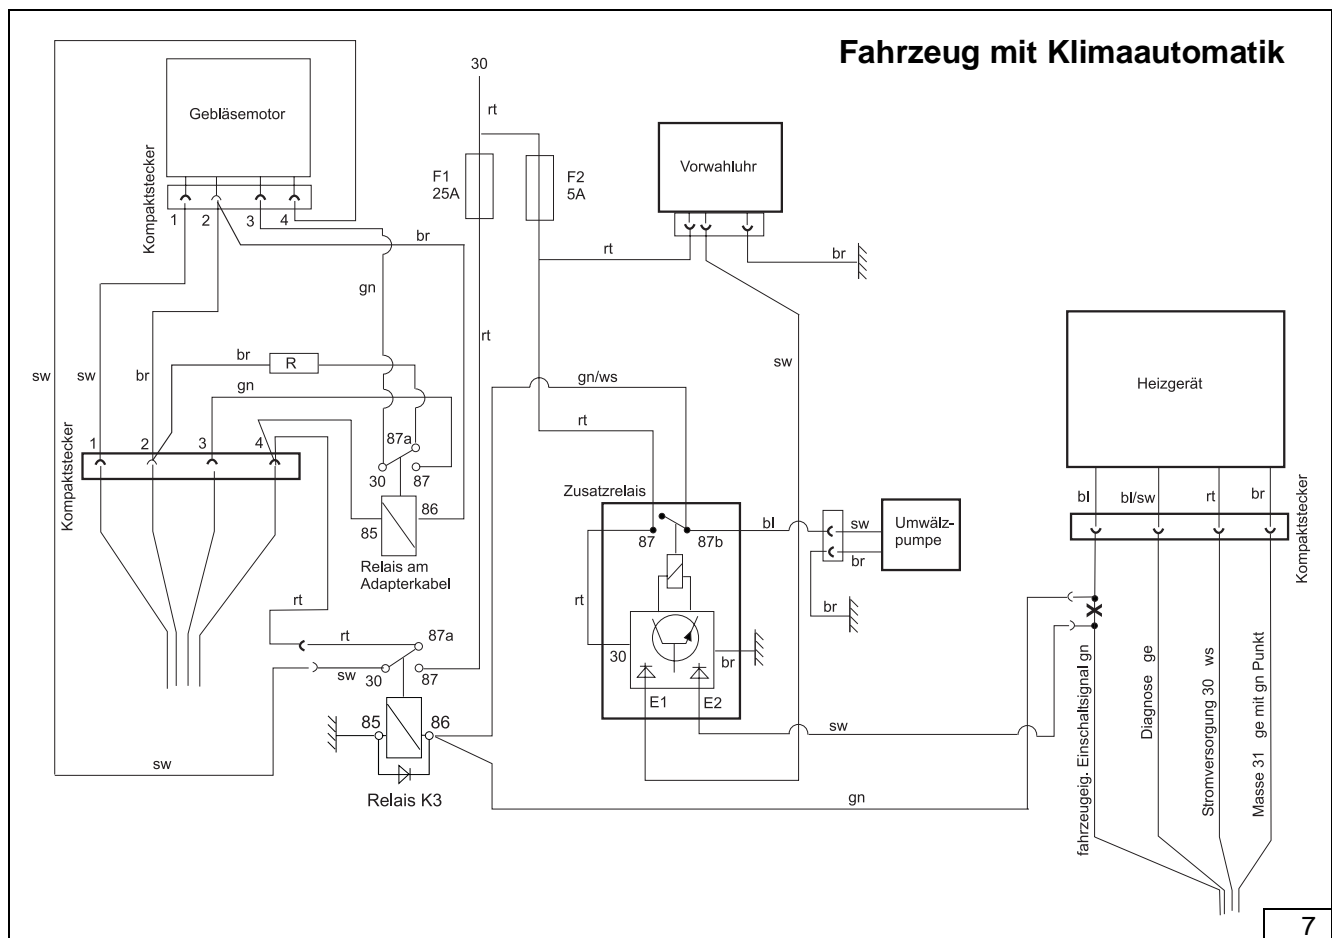 Fahrzeug mit Klimaautomatik
30
rt
Gebläsemotor
Kompaktstecker
1
2
3
4
F1
25A
F2
5A
Vorwahluhr
br
rt
br
gn
rt
sw
sw
sw
br
br
R
gn
gn/ws
rt
Heizgerät
Kompaktstecker
1
2
3
4
87a
30
87
85
86
Relais am
Adapterkabel
Zusatzrelais
87
87b
bl
sw
br
Umwälz-
pumpe
br
bl
bl/sw
rt
br
Kompaktstecker
rt
rt
87a
sw
30
87
rt
30
br
E1
E2
sw
85
86
sw
Relais K3
gn
fahrzeugeig. Einschaltsignal gn
Diagnose ge
Stromversorgung 30 ws
Masse 31 ge mit gn Punkt
X
7